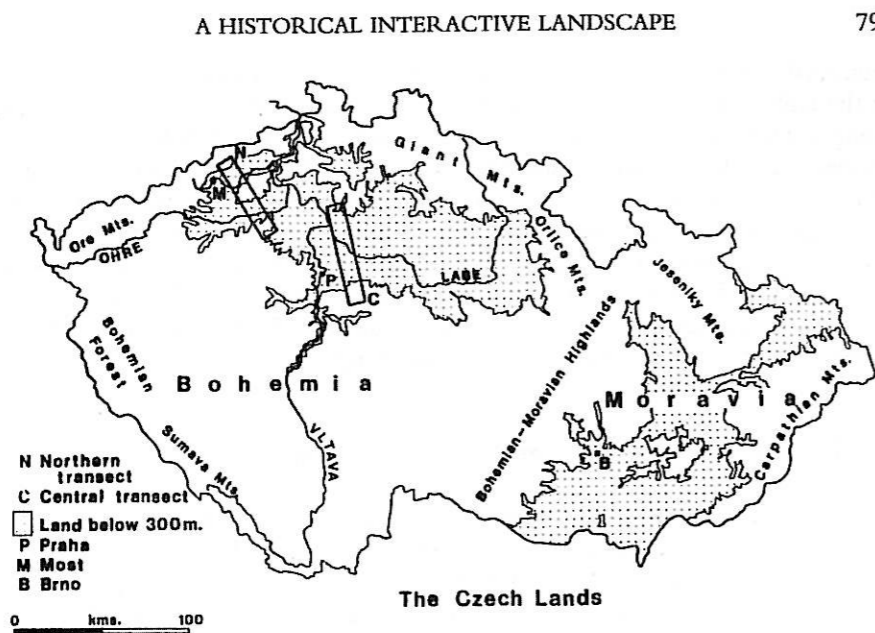 A HISTORICAL INTERACTIVE LANDSCAPE 79
N
M
Ore Mts.
OHRE
Giant Mts.
Orlice Mts.
Jeseniky Mts.
P
C
LABE
Bohemian Forest
Bohemia
VLTAVA
Sumava Mts.
Bohemian-Moravian Highlands
Moravia
Carpathian Mts.
B
1
N Northern
transect
C Central transect
Land below 300m.
P Praha
M Most
B Brno
The Czech Lands
0 kms. 100